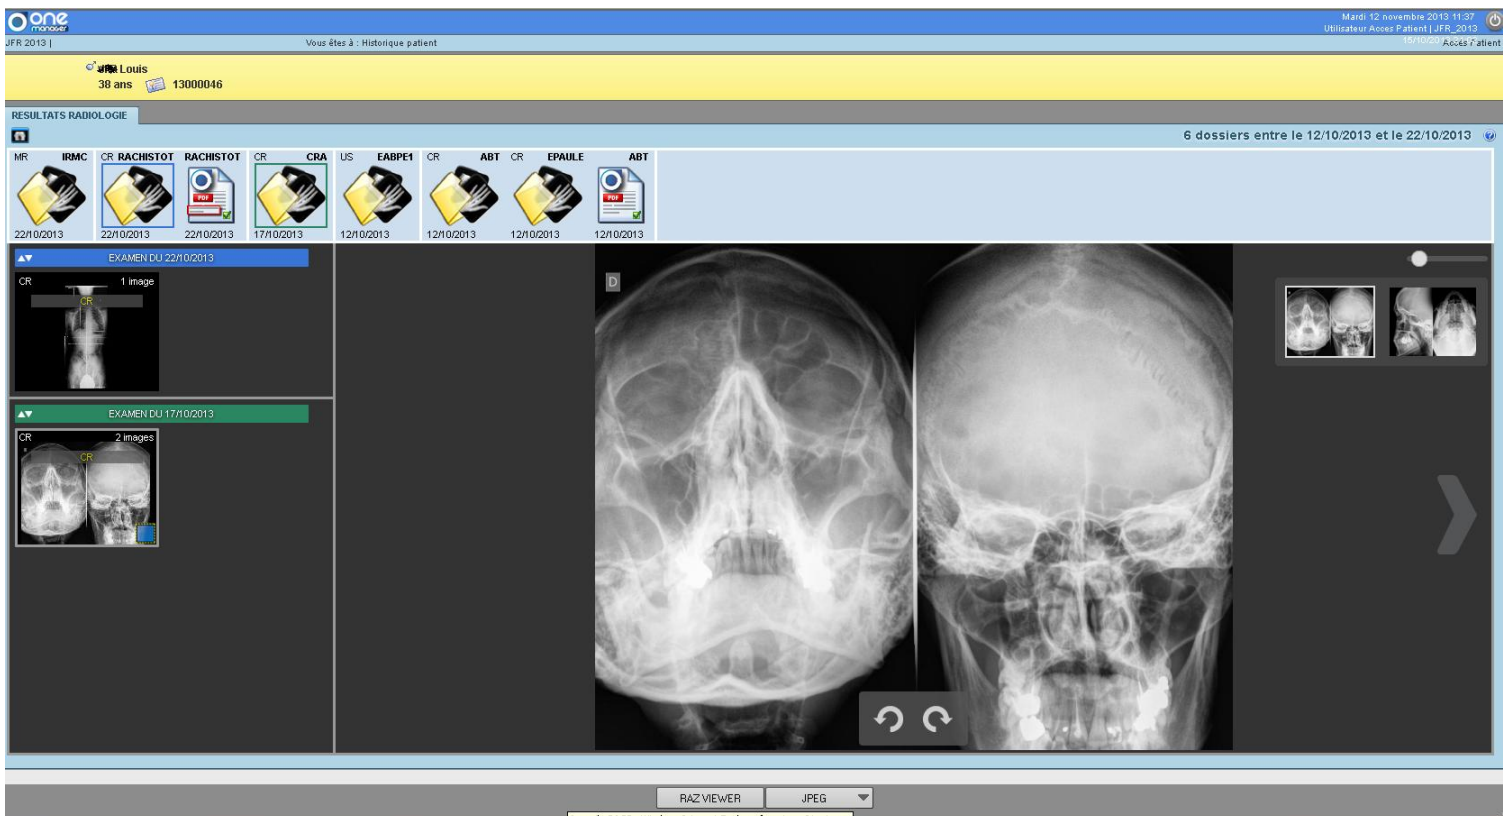 one
manager
Mardi 12 novembre 2013 11:37
Utilisateur Acces Patient | JFR_2013
JFR 2013 |
Vous êtes à : Historique patient
Acces Patient
Louis
38 ans 13000046
RESULTATS RADIOLOGIE
6 dossiers entre le 12/10/2013 et le 22/10/2013
MR IRMC CR RACHISTOT RACHISTOT CR CRA US EABPE1 CR ABT CR EPAULE ABT
PDF PDF
22/10/2013 22/10/2013 22/10/2013 17/10/2013 12/10/2013 12/10/2013 12/10/2013 12/10/2013
EXAMEN DU 22/10/2013
CR 1 image
CR
D
EXAMEN DU 17/10/2013
CR 2 images
CR
RAZ VIEWER JPEG